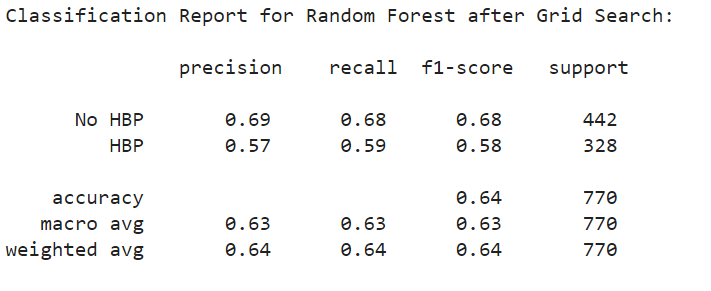 Classification Report for Random Forest after Grid Search:
precision recall f1-score support
No HBP 0.69 0.68 0.68 442
HBP 0.57 0.59 0.58 328
accuracy 0.64 770
macro avg 0.63 0.63 0.63 770
weighted avg 0.64 0.64 0.64 770